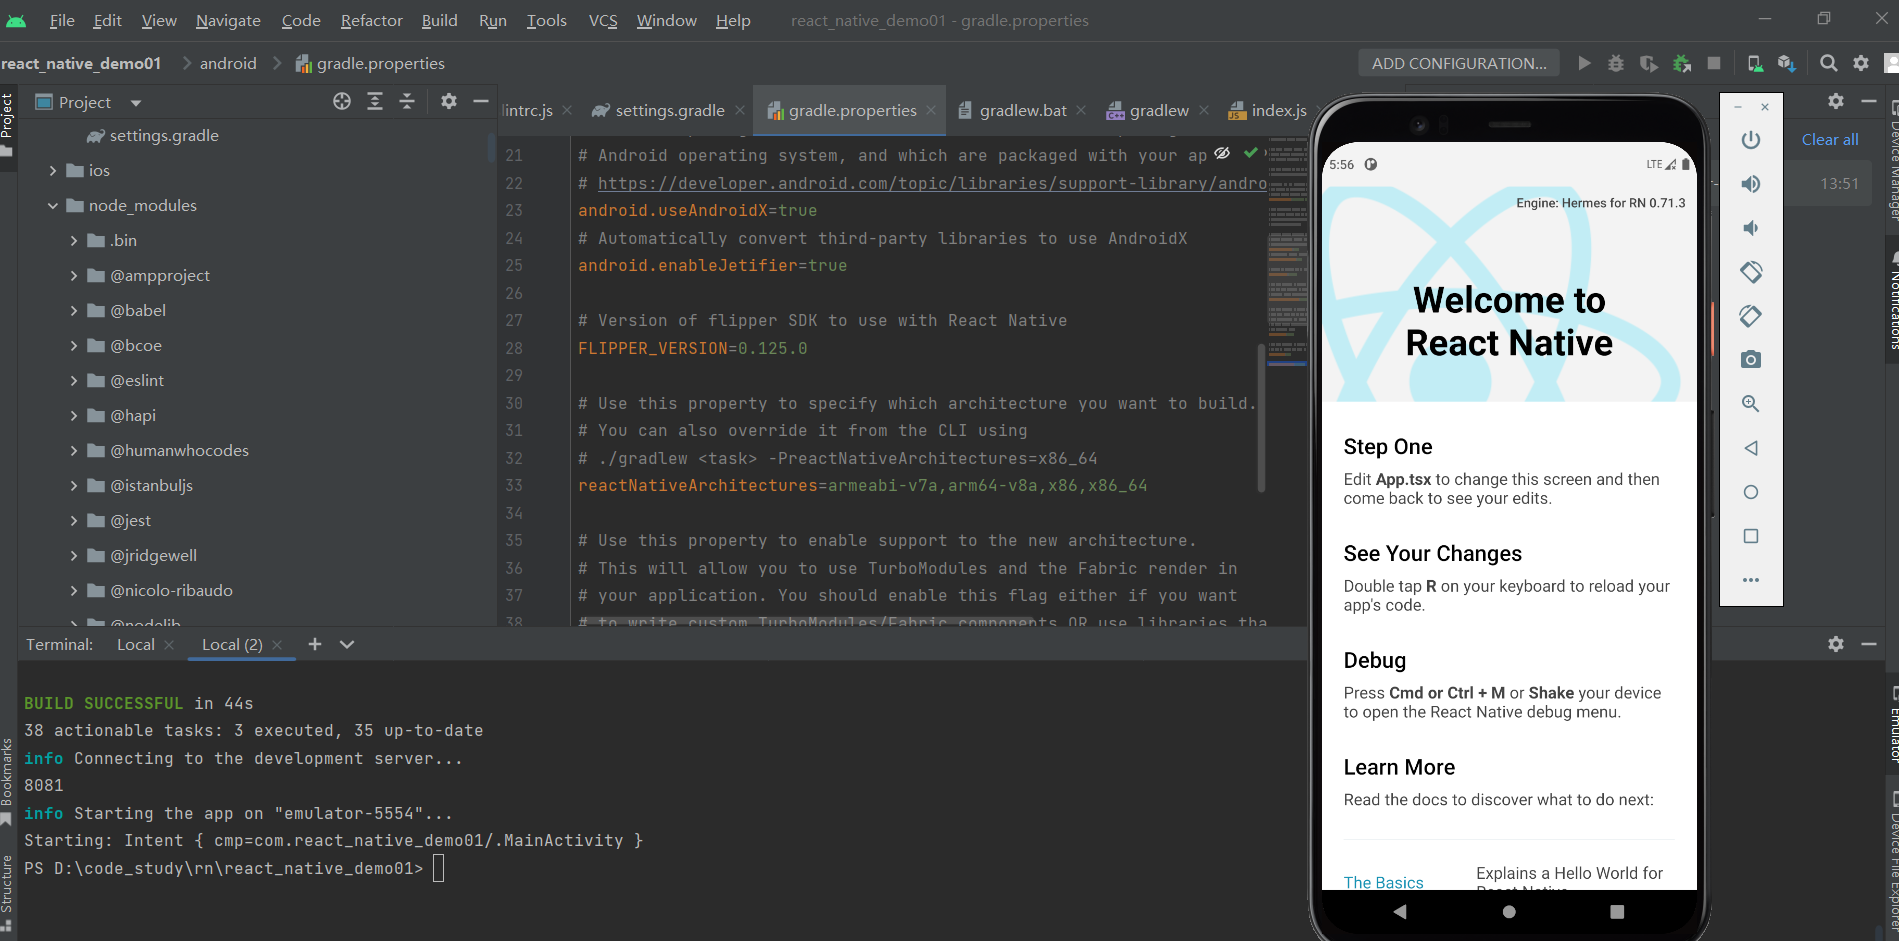 File Edit View Navigate Code Refactor Build Run Tools VCS Window Help react_native_demo01 - gradle.properties
react_native_demo01 android gradle.properties ADD CONFIGURATION...
Project
Project
lintrc.js settings.gradle gradle.properties gradlew.bat gradlew index.js
settings.gradle
ios
node_modules
.bin
@ampproject
@babel
@bcoe
@eslint
@hapi
@humanwhocodes
@istanbuljs
@jest
@jridgewell
@nicolo-ribaudo
@nodelib
21 # Android operating system, and which are packaged with your ap
22 # https://developer.android.com/topic/libraries/support-library/andro
23 android.useAndroidX=true
24 # Automatically convert third-party libraries to use AndroidX
25 android.enableJetifier=true
26
27 # Version of flipper SDK to use with React Native
28 FLIPPER_VERSION=0.125.0
29
30 # Use this property to specify which architecture you want to build.
31 # You can also override it from the CLI using
32 # ./gradlew <task> -PreactNativeArchitectures=x86_64
33 reactNativeArchitectures=armeabi-v7a,arm64-v8a,x86,x86_64
34
35 # Use this property to enable support to the new architecture.
36 # This will allow you to use TurboModules and the Fabric render in
37 # your application. You should enable this flag either if you want
38 # to write custom TurboModules/Fabric components OR use libraries tha
Terminal: Local Local (2)
BUILD SUCCESSFUL in 44s
38 actionable tasks: 3 executed, 35 up-to-date
info Connecting to the development server...
8081
info Starting the app on "emulator-5554"...
Starting: Intent { cmp=com.react_native_demo01/.MainActivity }
PS D:\code_study\rn\react_native_demo01>
Bookmarks
Structure
5:56 LTE
Engine: Hermes for RN 0.71.3
Welcome to
React Native
Step One
Edit App.tsx to change this screen and then
come back to see your edits.
See Your Changes
Double tap R on your keyboard to reload your
app's code.
Debug
Press Cmd or Ctrl + M or Shake your device
to open the React Native debug menu.
Learn More
Read the docs to discover what to do next:
The Basics
Explains a Hello World for
React Native.
Clear all
13:51
Device Manager
Notifications
Emulator
Device File Explorer